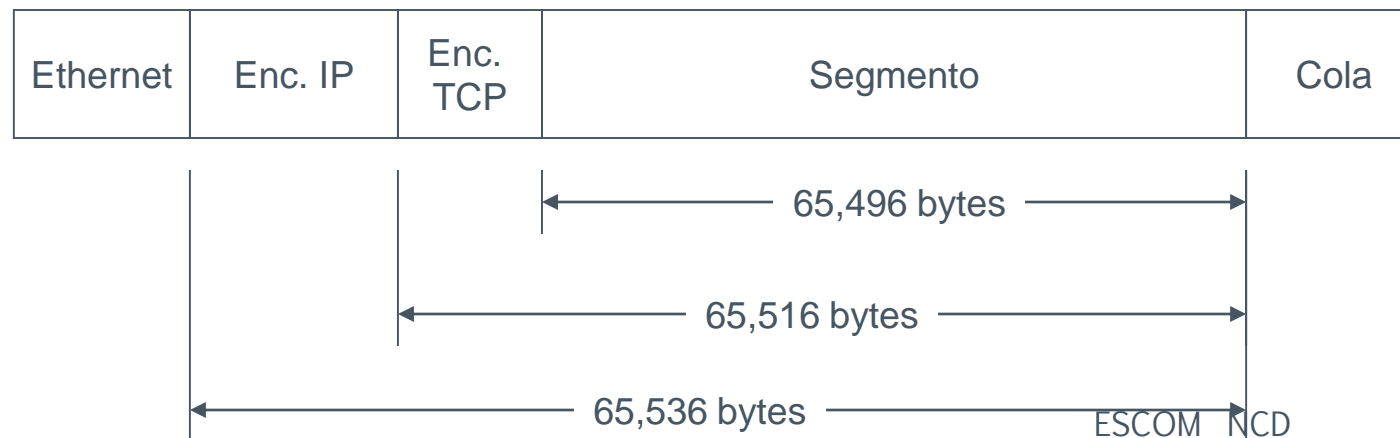 Ethernet
Enc. IP
Enc.
TCP
Segmento
Cola
65,496 bytes
65,516 bytes
65,536 bytes
ESCOM NCD